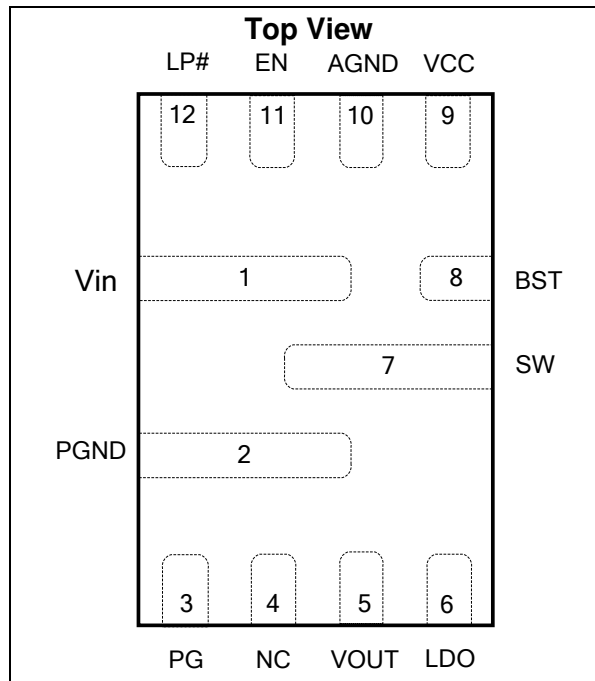 Top View
LP# EN AGND VCC
12 11 10 9
Vin 1 8 BST
7 SW
PGND 2
3 4 5 6
PG NC VOUT LDO